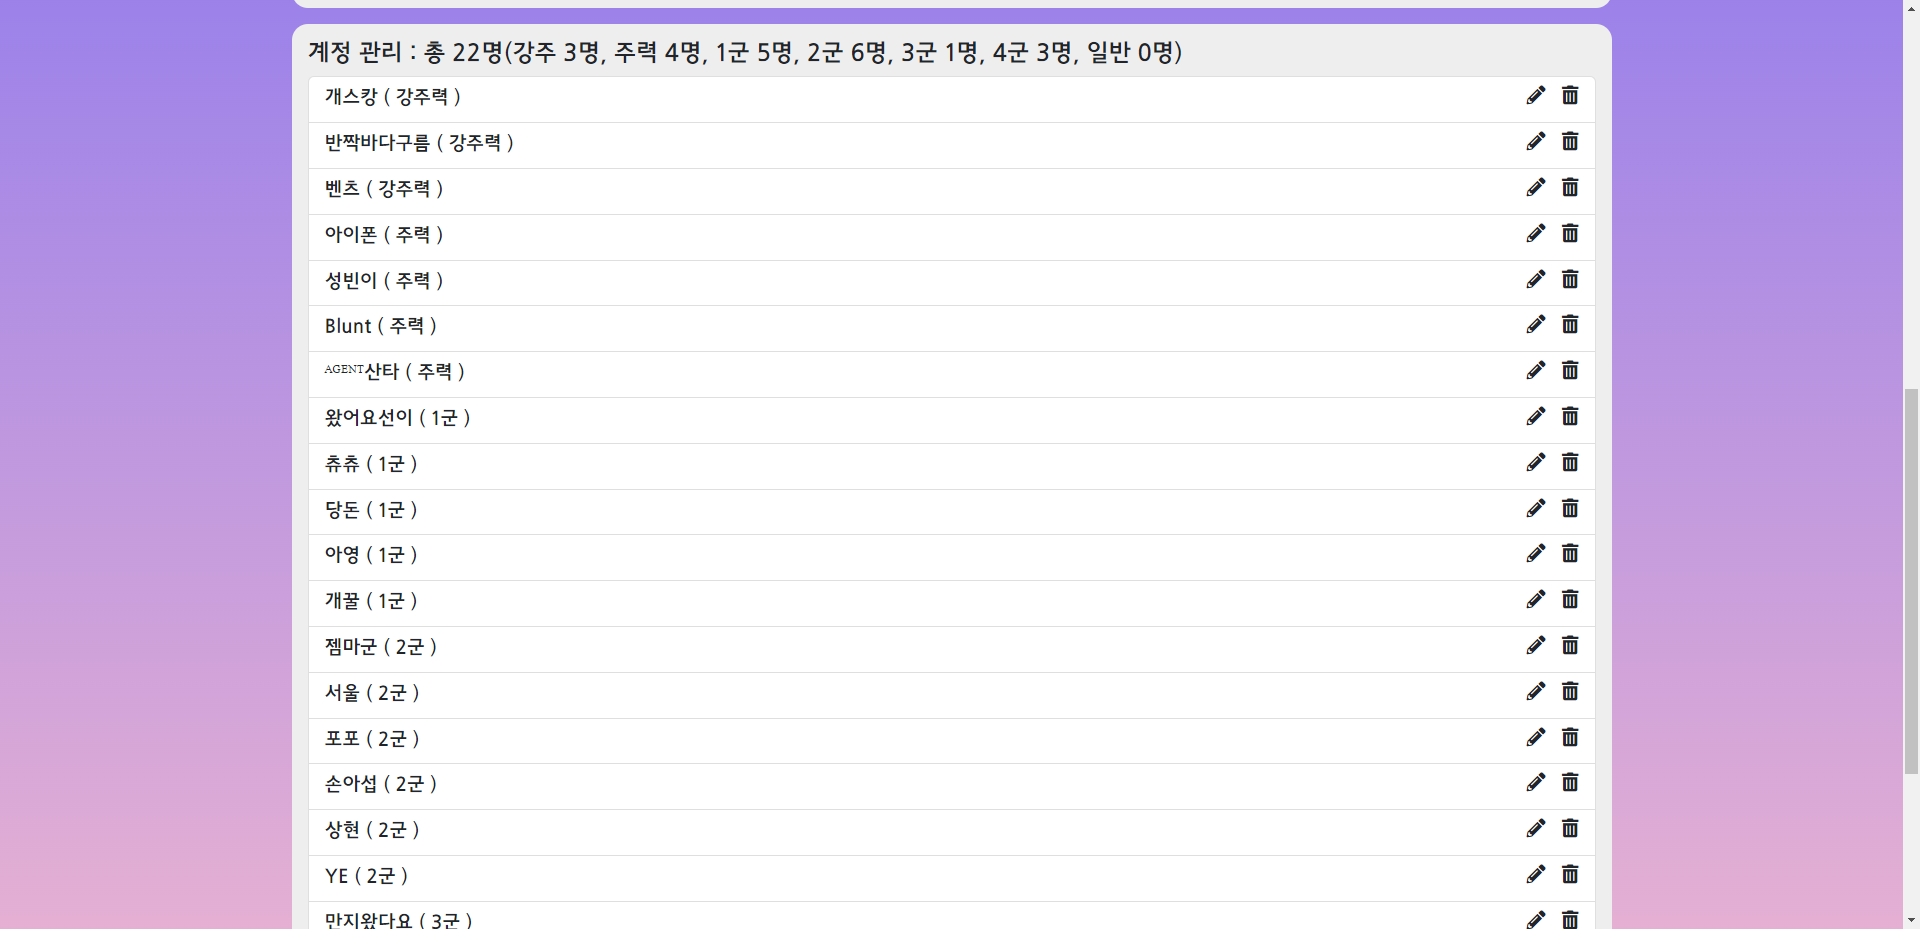 계정 관리 : 총 22명(강주 3명, 주력 4명, 1군 5명, 2군 6명, 3군 1명, 4군 3명, 일반 0명)
개스캉 ( 강주력 )
반짝바다구름 ( 강주력 )
벤츠 ( 강주력 )
아이폰 ( 주력 )
성빈이 ( 주력 )
Blunt ( 주력 )
ᴬᴳᴱᴺᵀ산타 ( 주력 )
왔어요선이 ( 1군 )
츄츄 ( 1군 )
당돈 ( 1군 )
아영 ( 1군 )
개꿀 ( 1군 )
젬마군 ( 2군 )
서울 ( 2군 )
포포 ( 2군 )
손아섭 ( 2군 )
상현 ( 2군 )
YE ( 2군 )
만지왔다요 ( 3군 )